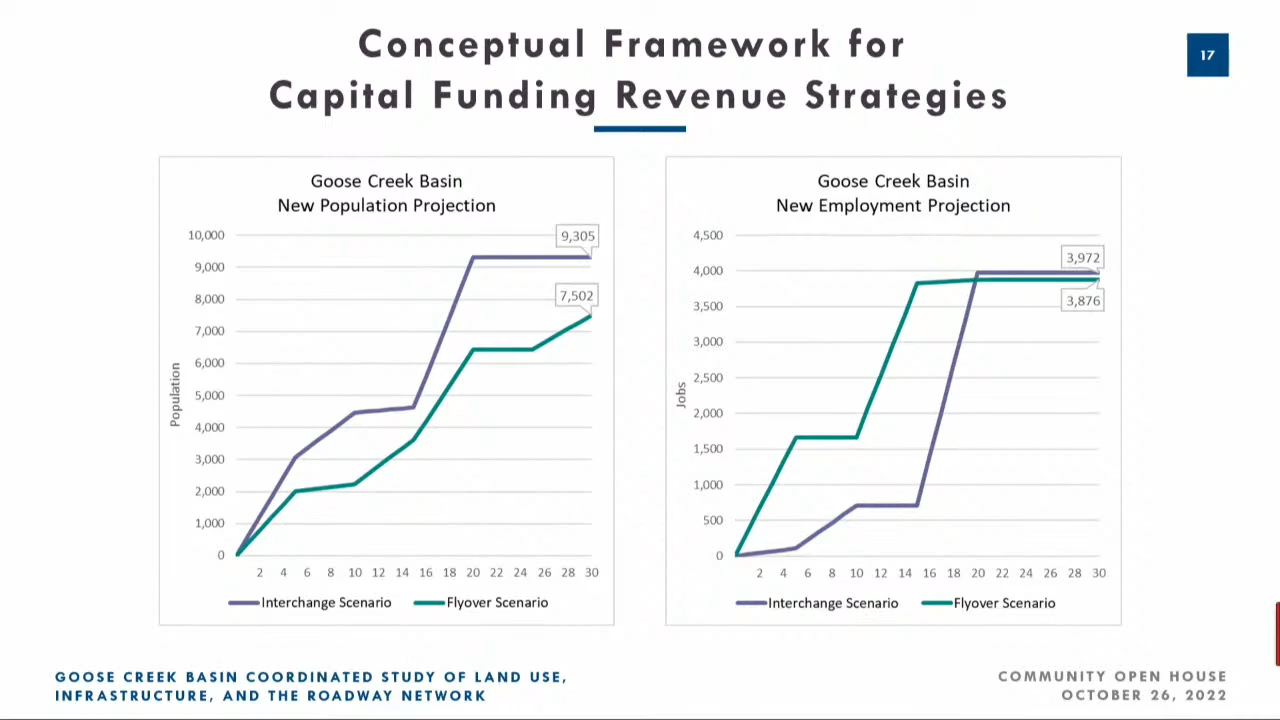 Conceptual Framework for
Capital Funding Revenue Strategies
17
Goose Creek Basin
New Population Projection
10,000
9,000
8,000
7,000
6,000
5,000
4,000
3,000
2,000
1,000
0
Population
9,305
7,502
2 4 6 8 10 12 14 16 18 20 22 24 26 28 30
Interchange Scenario Flyover Scenario
Goose Creek Basin
New Employment Projection
4,500
4,000
3,500
3,000
2,500
2,000
1,500
1,000
500
0
Jobs
3,972
3,876
2 4 6 8 10 12 14 16 18 20 22 24 26 28 30
Interchange Scenario Flyover Scenario
GOOSE CREEK BASIN COORDINATED STUDY OF LAND USE,
INFRASTRUCTURE, AND THE ROADWAY NETWORK
COMMUNITY OPEN HOUSE
OCTOBER 26, 2022